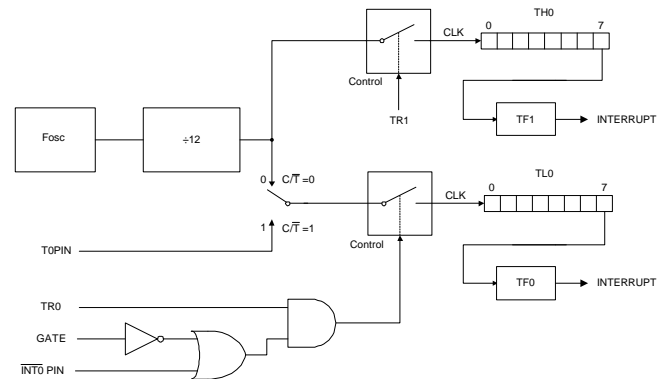 TH0
0 7
CLK
Control
TR1
TF1 INTERRUPT
Fosc
÷12
0 C/T̅ =0
1 C/T̅ =1
TL0
0 7
CLK
Control
T0PIN
TF0 INTERRUPT
TR0
GATE
I̅N̅T̅0̅ PIN